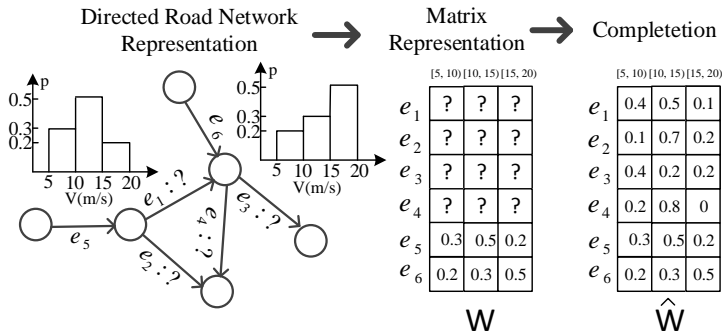 Directed Road Network
Representation
Matrix
Representation
Completetion
p
0.5
0.3
0.2
5 10 15 20
V(m/s)
p
0.5
0.3
0.2
5 10 15 20
V(m/s)
e6
e1 : ?
e3 : ?
e4 : ?
e5
e2 : ?
[5, 10) [10, 15) [15, 20)
e1 ? ? ?
e2 ? ? ?
e3 ? ? ?
e4 ? ? ?
e5 0.3 0.5 0.2
e6 0.2 0.3 0.5
W
[5, 10) [10, 15) [15, 20)
e1 0.4 0.5 0.1
e2 0.1 0.7 0.2
e3 0.4 0.2 0.2
e4 0.2 0.8 0
e5 0.3 0.5 0.2
e6 0.2 0.3 0.5
Ŵ